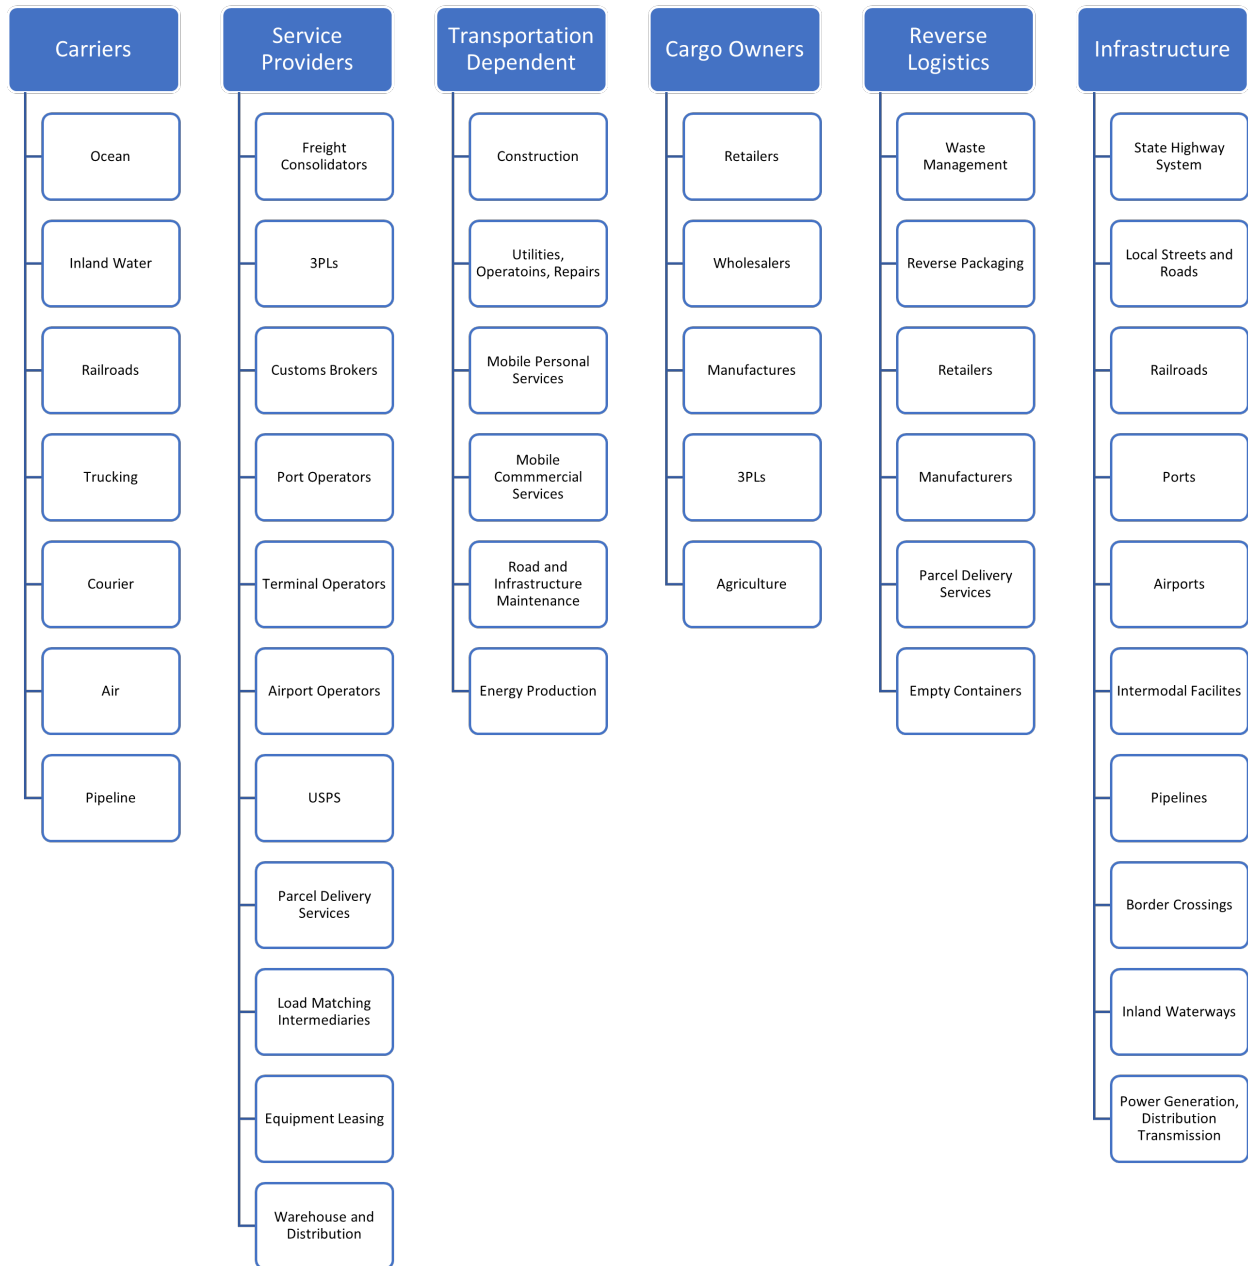 Carriers
Ocean
Inland Water
Railroads
Trucking
Courier
Air
Pipeline
Service
Providers
Freight
Consolidators
3PLs
Customs Brokers
Port Operators
Terminal Operators
Airport Operators
USPS
Parcel Delivery
Services
Load Matching
Intermediaries
Equipment Leasing
Warehouse and
Distribution
Transportation
Dependent
Construction
Utilities,
Operatoins, Repairs
Mobile Personal
Services
Mobile
Commmercial
Services
Road and
Infrastructure
Maintenance
Energy Production
Cargo Owners
Retailers
Wholesalers
Manufactures
3PLs
Agriculture
Reverse
Logistics
Waste
Management
Reverse Packaging
Retailers
Manufacturers
Parcel Delivery
Services
Empty Containers
Infrastructure
State Highway
System
Local Streets and
Roads
Railroads
Ports
Airports
Intermodal Facilites
Pipelines
Border Crossings
Inland Waterways
Power Generation,
Distribution
Transmission